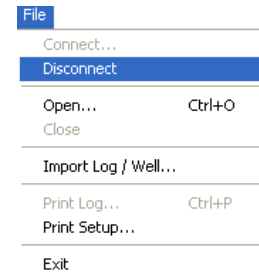 File
Connect...
Disconnect
Open... Ctrl+O
Close
Import Log / Well...
Print Log... Ctrl+P
Print Setup...
Exit